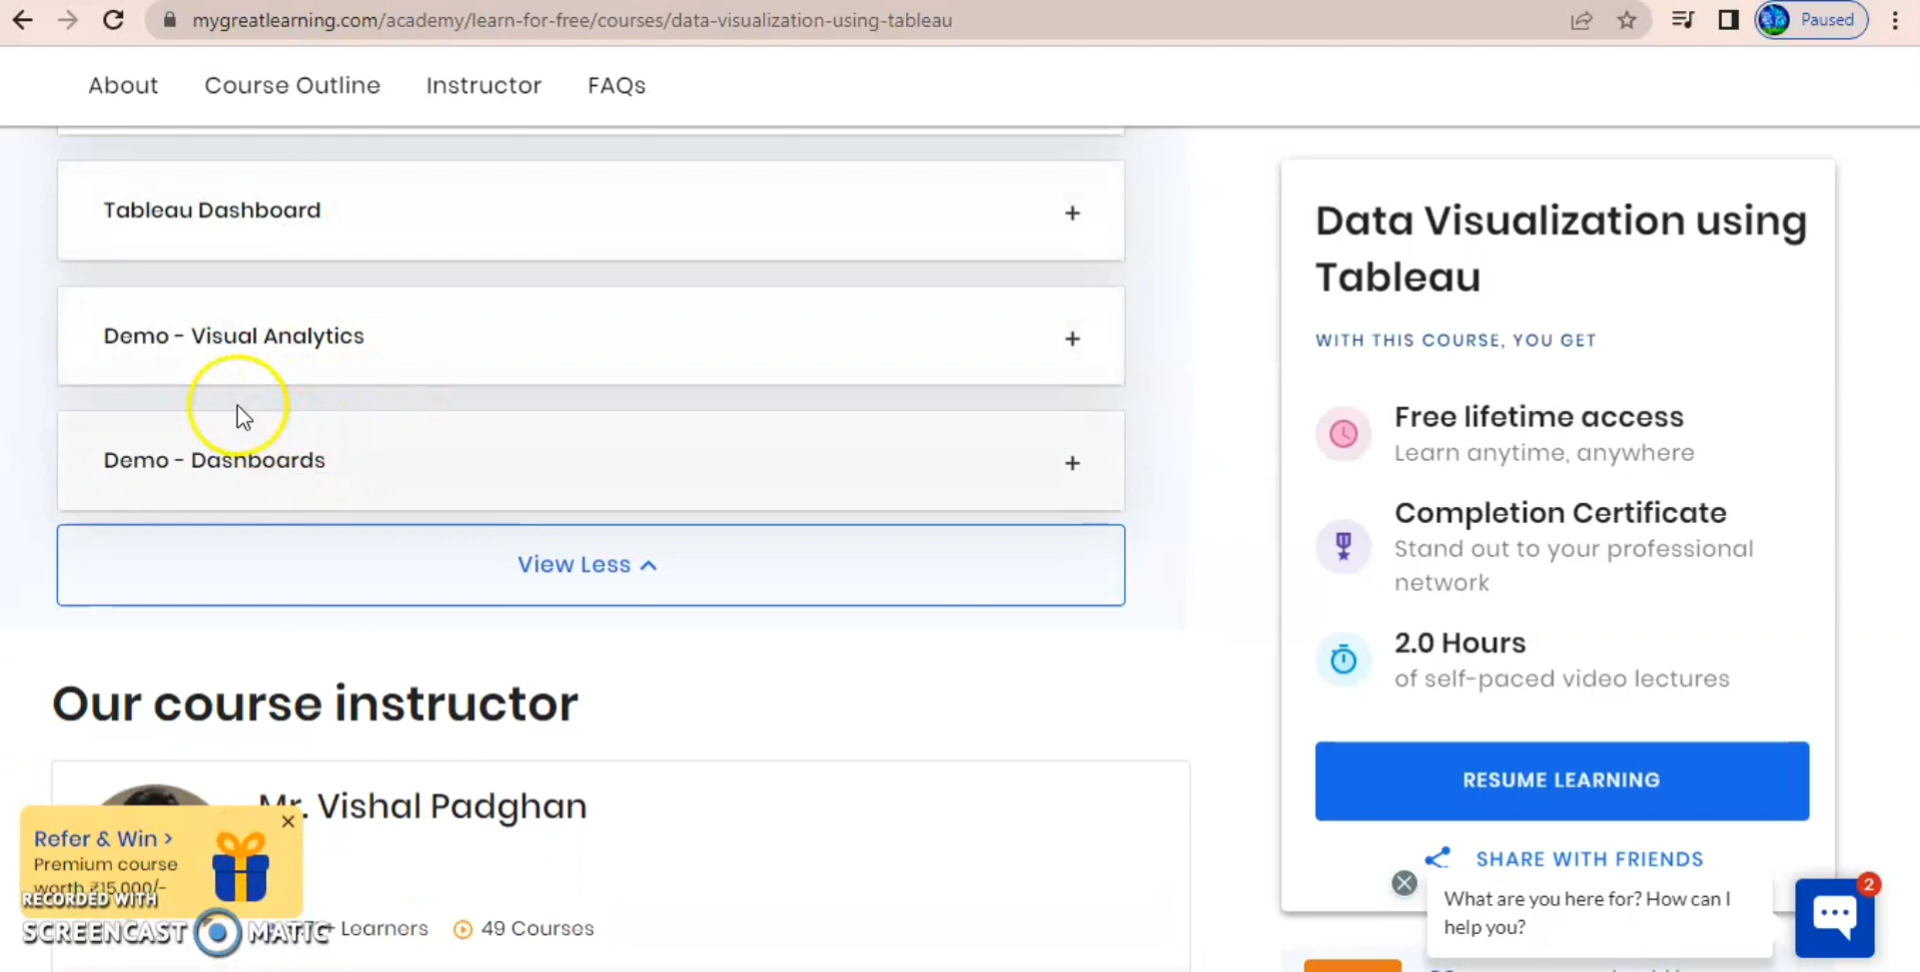 mygreatlearning.com/academy/learn-for-free/courses/data-visualization-using-tableau
Paused
About
Course Outline
Instructor
FAQs
Tableau Dashboard
+
Demo - Visual Analytics
+
Demo - Dashboards
+
View Less
Our course instructor
Mr. Vishal Padghan
Learners
49 Courses
Refer & Win >
Premium course
worth ₹15,000/-
RECORDED WITH
SCREENCAST MATIC
Data Visualization using
Tableau
WITH THIS COURSE, YOU GET
Free lifetime access
Learn anytime, anywhere
Completion Certificate
Stand out to your professional
network
2.0 Hours
of self-paced video lectures
RESUME LEARNING
SHARE WITH FRIENDS
What are you here for? How can I
help you?
2